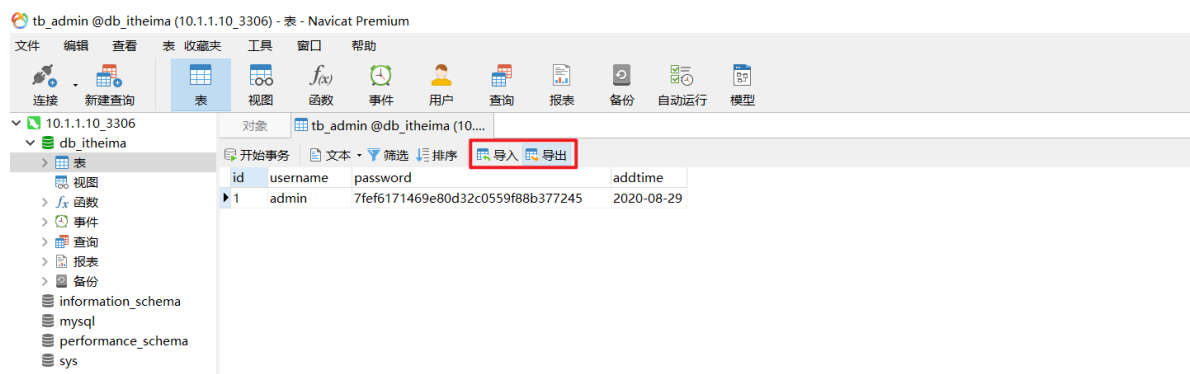 tb_admin @db_itheima (10.1.1.10_3306) - 表 - Navicat Premium
文件 编辑 查看 表 收藏夹 工具 窗口 帮助
连接 新建查询 表 视图 函数 事件 用户 查询 报表 备份 自动运行 模型
10.1.1.10_3306
db_itheima
表
视图
函数
事件
查询
报表
备份
information_schema
mysql
performance_schema
sys
对象 tb_admin @db_itheima (10....
开始事务 文本 筛选 排序 导入 导出
id username password addtime
1 admin 7fef6171469e80d32c0559f88b377245 2020-08-29